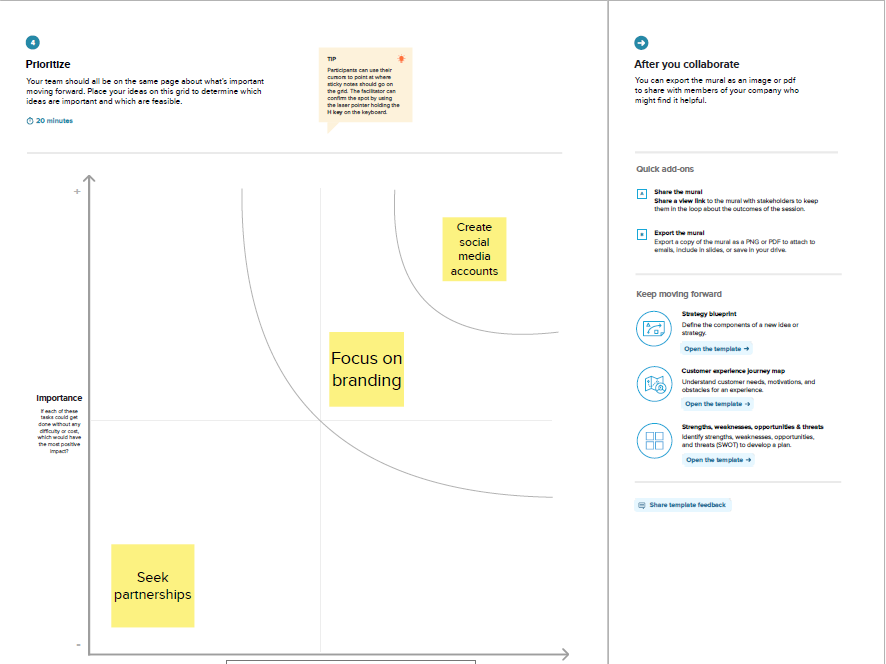 4
Prioritize
Your team should all be on the same page about what's important
moving forward. Place your ideas on this grid to determine which
ideas are important and which are feasible.
20 minutes
TIP
Participants can use their
cursors to point at where
sticky notes should go on
the grid. The facilitator can
confirm the spot by using
the laser pointer holding the
H key on the keyboard.
+
Create
social
media
accounts
Focus on
branding
Importance
If each of these
tasks could get
done without any
difficulty or cost,
which would have
the most positive
impact?
Seek
partnerships
-
After you collaborate
You can export the mural as an image or pdf
to share with members of your company who
might find it helpful.
Quick add-ons
A
Share the mural
Share a view link to the mural with stakeholders to keep
them in the loop about the outcomes of the session.
B
Export the mural
Export a copy of the mural as a PNG or PDF to attach to
emails, include in slides, or save in your drive.
Keep moving forward
Strategy blueprint
Define the components of a new idea or
strategy.
Open the template →
Customer experience journey map
Understand customer needs, motivations, and
obstacles for an experience.
Open the template →
Strengths, weaknesses, opportunities & threats
Identify strengths, weaknesses, opportunities,
and threats (SWOT) to develop a plan.
Open the template →
Share template feedback